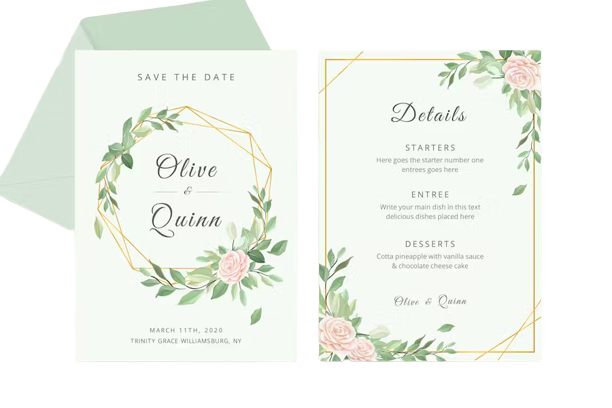 SAVE THE DATE
Olive
&
Quinn
MARCH 11TH, 2020
TRINITY GRACE WILLIAMSBURG, NY
Details
STARTERS
Here goes the starter number one
entrees goes here
ENTREE
Write your main dish in this text
delicious dishes placed here
DESSERTS
Cotta pineapple with vanilla sauce
& chocolate cheese cake
Olive & Quinn